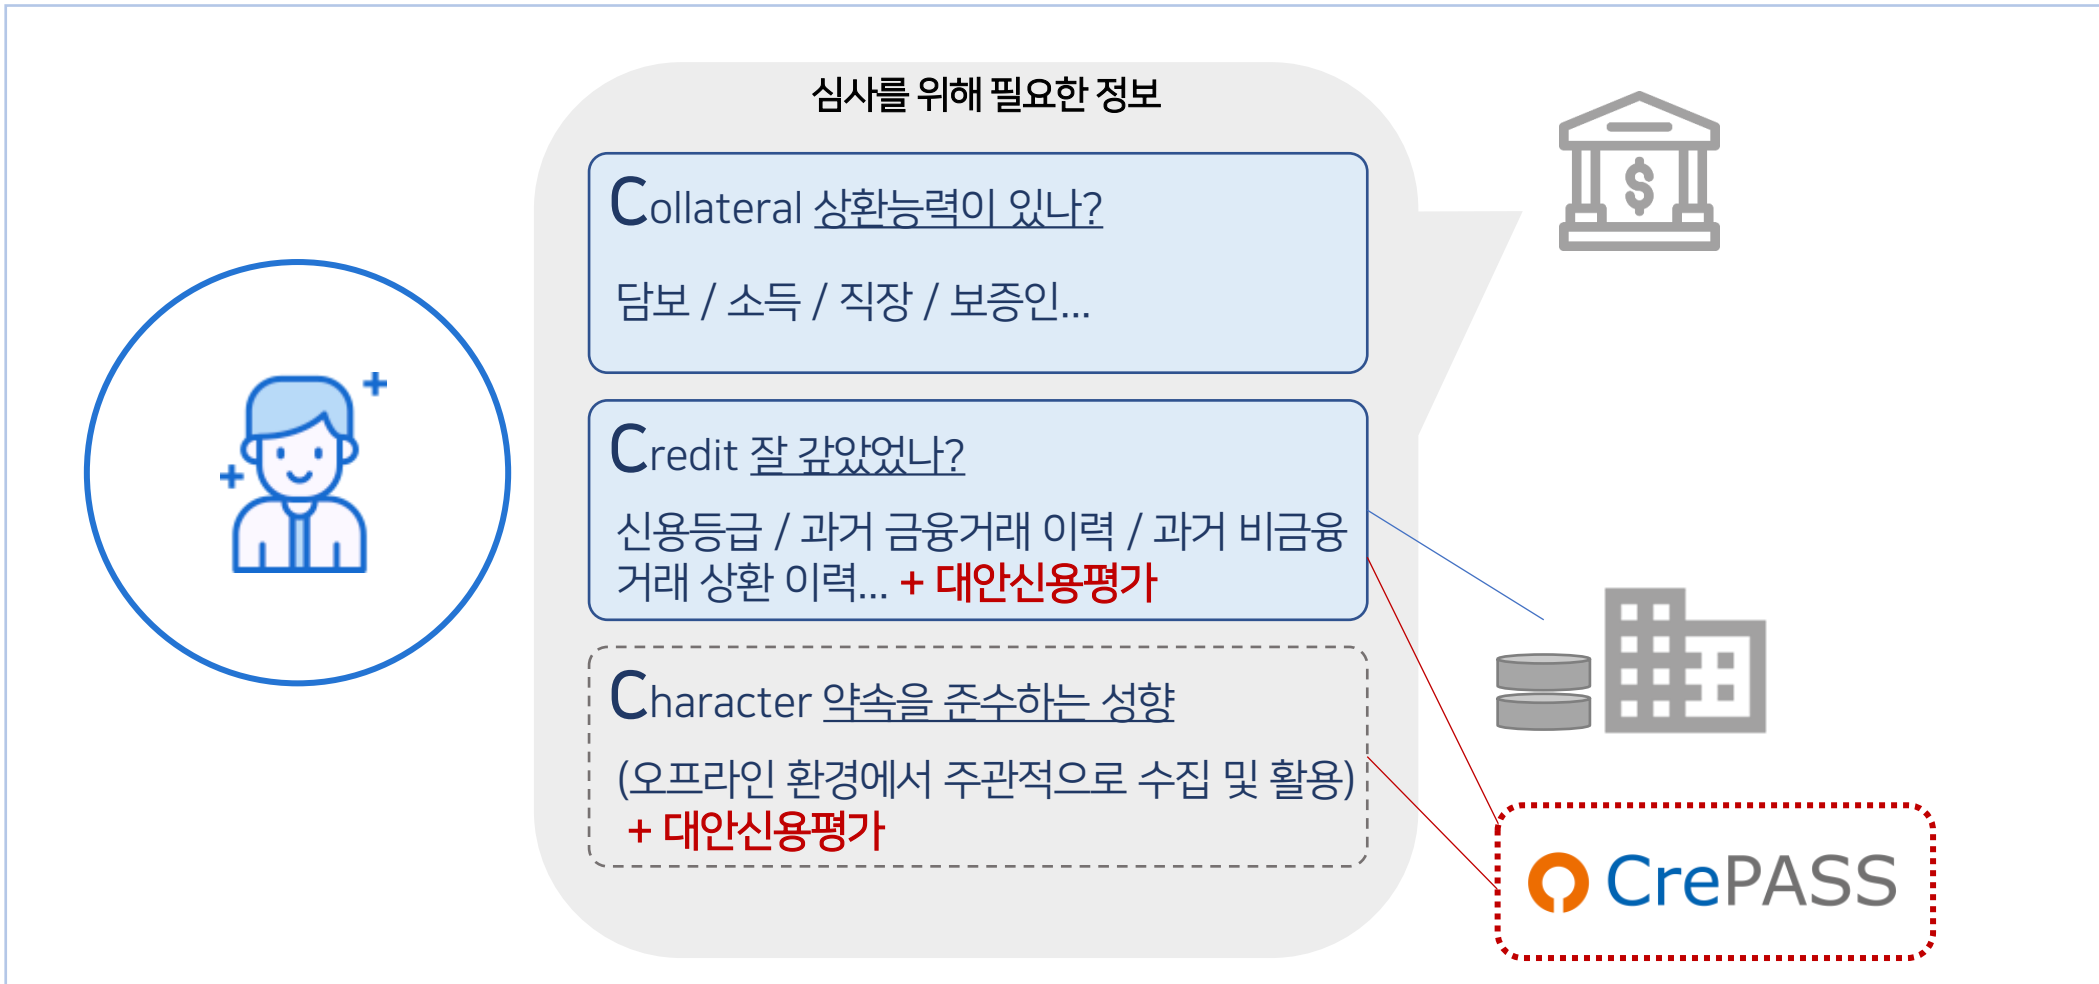 심사를 위해 필요한 정보
Collateral 상환능력이 있나?
담보 / 소득 / 직장 / 보증인...
Credit 잘 갚았었나?
신용등급 / 과거 금융거래 이력 / 과거 비금융
거래 상환 이력... + 대안신용평가
Character 약속을 준수하는 성향
(오프라인 환경에서 주관적으로 수집 및 활용)
+ 대안신용평가
$
CrePASS